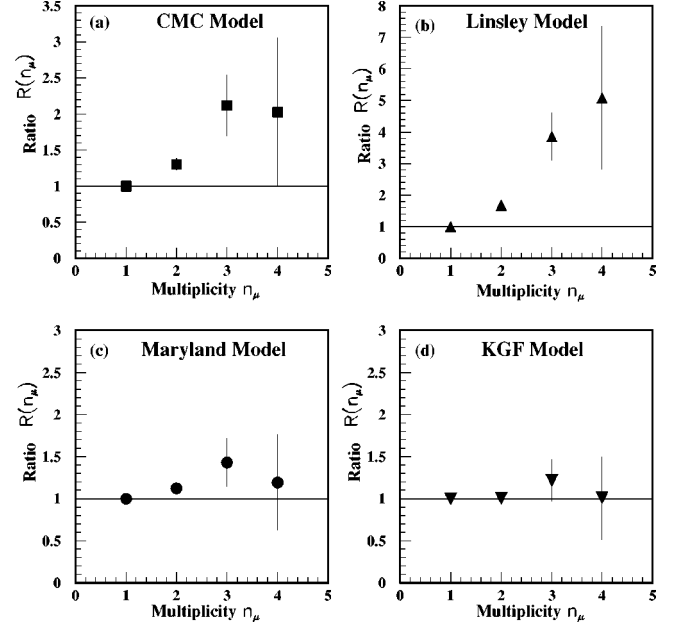 (a) CMC Model
3.5
3
2.5
2
1.5
1
0.5
0
Ratio R(nμ)
0 1 2 3 4 5
Multiplicity nμ
(b) Linsley Model
8
7
6
5
4
3
2
1
0
Ratio R(nμ)
0 1 2 3 4 5
Multiplicity nμ
(c) Maryland Model
3
2.5
2
1.5
1
0.5
0
Ratio R(nμ)
0 1 2 3 4 5
Multiplicity nμ
(d) KGF Model
3
2.5
2
1.5
1
0.5
0
Ratio R(nμ)
0 1 2 3 4 5
Multiplicity nμ